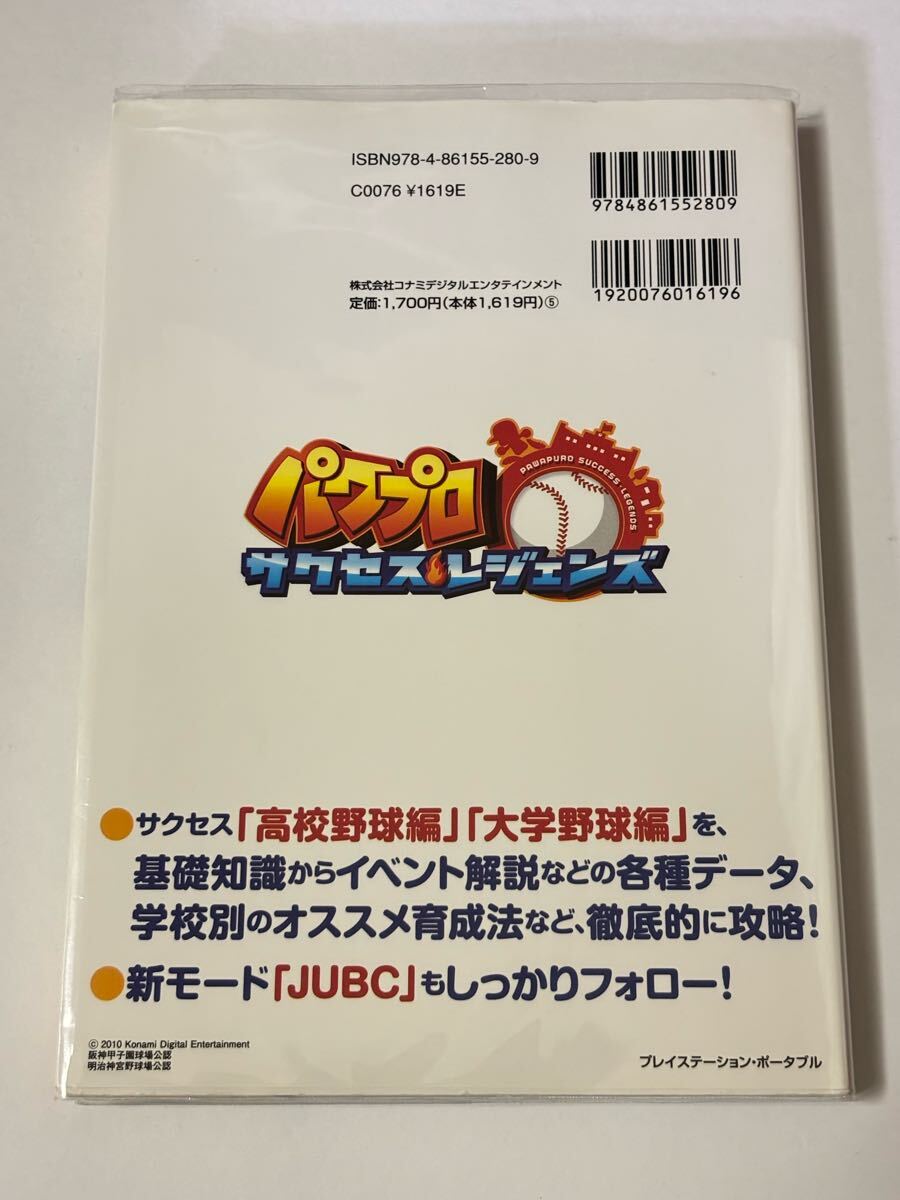 ISBN978-4-86155-280-9
C0076 ¥1619E
9784861552809
株式会社コナミデジタルエンタテインメント
定価:1,700円(本体1,619円)⑤
1920076016196
パワプロ
PAWAPURO SUCCESS・LEGENDS
サクセス レジェンズ
●サクセス「高校野球編」「大学野球編」を、
基礎知識からイベント解説などの各種データ、
学校別のオススメ育成法など、徹底的に攻略!
●新モード「JUBC」もしっかりフォロー!
© 2010 Konami Digital Entertainment
阪神甲子園球場公認
明治神宮野球場公認
プレイステーション・ポータブル